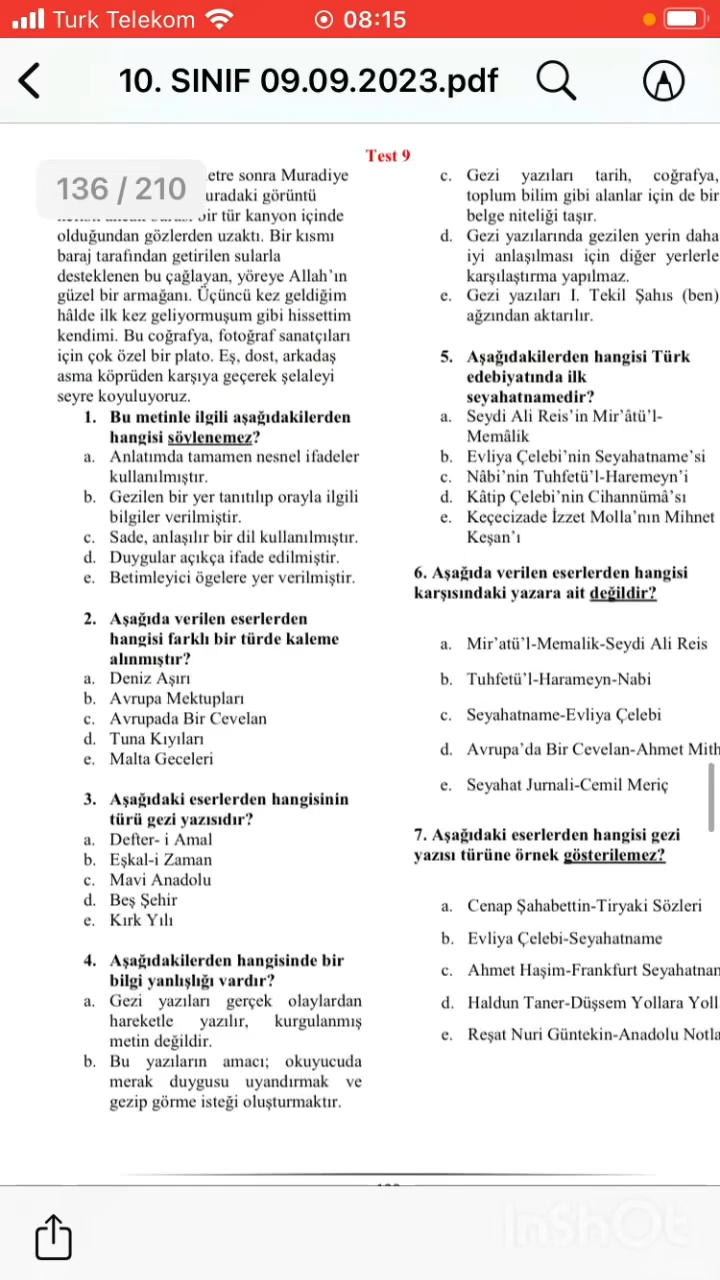 Turk Telekom
08:15
10. SINIF 09.09.2023.pdf
136 / 210
Test 9
etre sonra Muradiye
uradaki görüntü
bir tür kanyon içinde
olduğundan gözlerden uzaktı. Bir kısmı
baraj tarafından getirilen sularla
desteklenen bu çağlayan, yöreye Allah'ın
güzel bir armağanı. Üçüncü kez geldiğim
hâlde ilk kez geliyormuşum gibi hissettim
kendimi. Bu coğrafya, fotoğraf sanatçıları
için çok özel bir plato. Eş, dost, arkadaş
asma köprüden karşıya geçerek şelaleyi
seyre koyuluyoruz.
1. Bu metinle ilgili aşağıdakilerden
hangisi söylenemez?
a. Anlatımda tamamen nesnel ifadeler
kullanılmıştır.
b. Gezilen bir yer tanıtılıp orayla ilgili
bilgiler verilmiştir.
c. Sade, anlaşılır bir dil kullanılmıştır.
d. Duygular açıkça ifade edilmiştir.
e. Betimleyici ögelere yer verilmiştir.
2. Aşağıda verilen eserlerden
hangisi farklı bir türde kaleme
alınmıştır?
a. Deniz Aşırı
b. Avrupa Mektupları
c. Avrupada Bir Cevelan
d. Tuna Kıyıları
e. Malta Geceleri
3. Aşağıdaki eserlerden hangisinin
türü gezi yazısıdır?
a. Defter- i Amal
b. Eşkal-i Zaman
c. Mavi Anadolu
d. Beş Şehir
e. Kırk Yılı
4. Aşağıdakilerden hangisinde bir
bilgi yanlışlığı vardır?
a. Gezi yazıları gerçek olaylardan
hareketle yazılır, kurgulanmış
metin değildir.
b. Bu yazıların amacı; okuyucuda
merak duygusu uyandırmak ve
gezip görme isteği oluşturmaktır.
c. Gezi yazıları tarih, coğrafya,
toplum bilim gibi alanlar için de bir
belge niteliği taşır.
d. Gezi yazılarında gezilen yerin daha
iyi anlaşılması için diğer yerlerle
karşılaştırma yapılmaz.
e. Gezi yazıları I. Tekil Şahıs (ben)
ağzından aktarılır.
5. Aşağıdakilerden hangisi Türk
edebiyatında ilk
seyahatnamedir?
a. Seydi Ali Reis'in Mir'âtü'l-
Memâlik
b. Evliya Çelebi'nin Seyahatname'si
c. Nâbi'nin Tuhfetü'l-Haremeyn'i
d. Kâtip Çelebi'nin Cihannümâ'sı
e. Keçecizade İzzet Molla'nın Mihnet
Keşan'ı
6. Aşağıda verilen eserlerden hangisi
karşısındaki yazara ait değildir?
a. Mir'atü'l-Memalik-Seydi Ali Reis
b. Tuhfetü'l-Harameyn-Nabi
c. Seyahatname-Evliya Çelebi
d. Avrupa'da Bir Cevelan-Ahmet Mith
e. Seyahat Jurnali-Cemil Meriç
7. Aşağıdaki eserlerden hangisi gezi
yazısı türüne örnek gösterilemez?
a. Cenap Şahabettin-Tiryaki Sözleri
b. Evliya Çelebi-Seyahatname
c. Ahmet Haşim-Frankfurt Seyahatnam
d. Haldun Taner-Düşsem Yollara Yoll
e. Reşat Nuri Güntekin-Anadolu Notla
InShOt